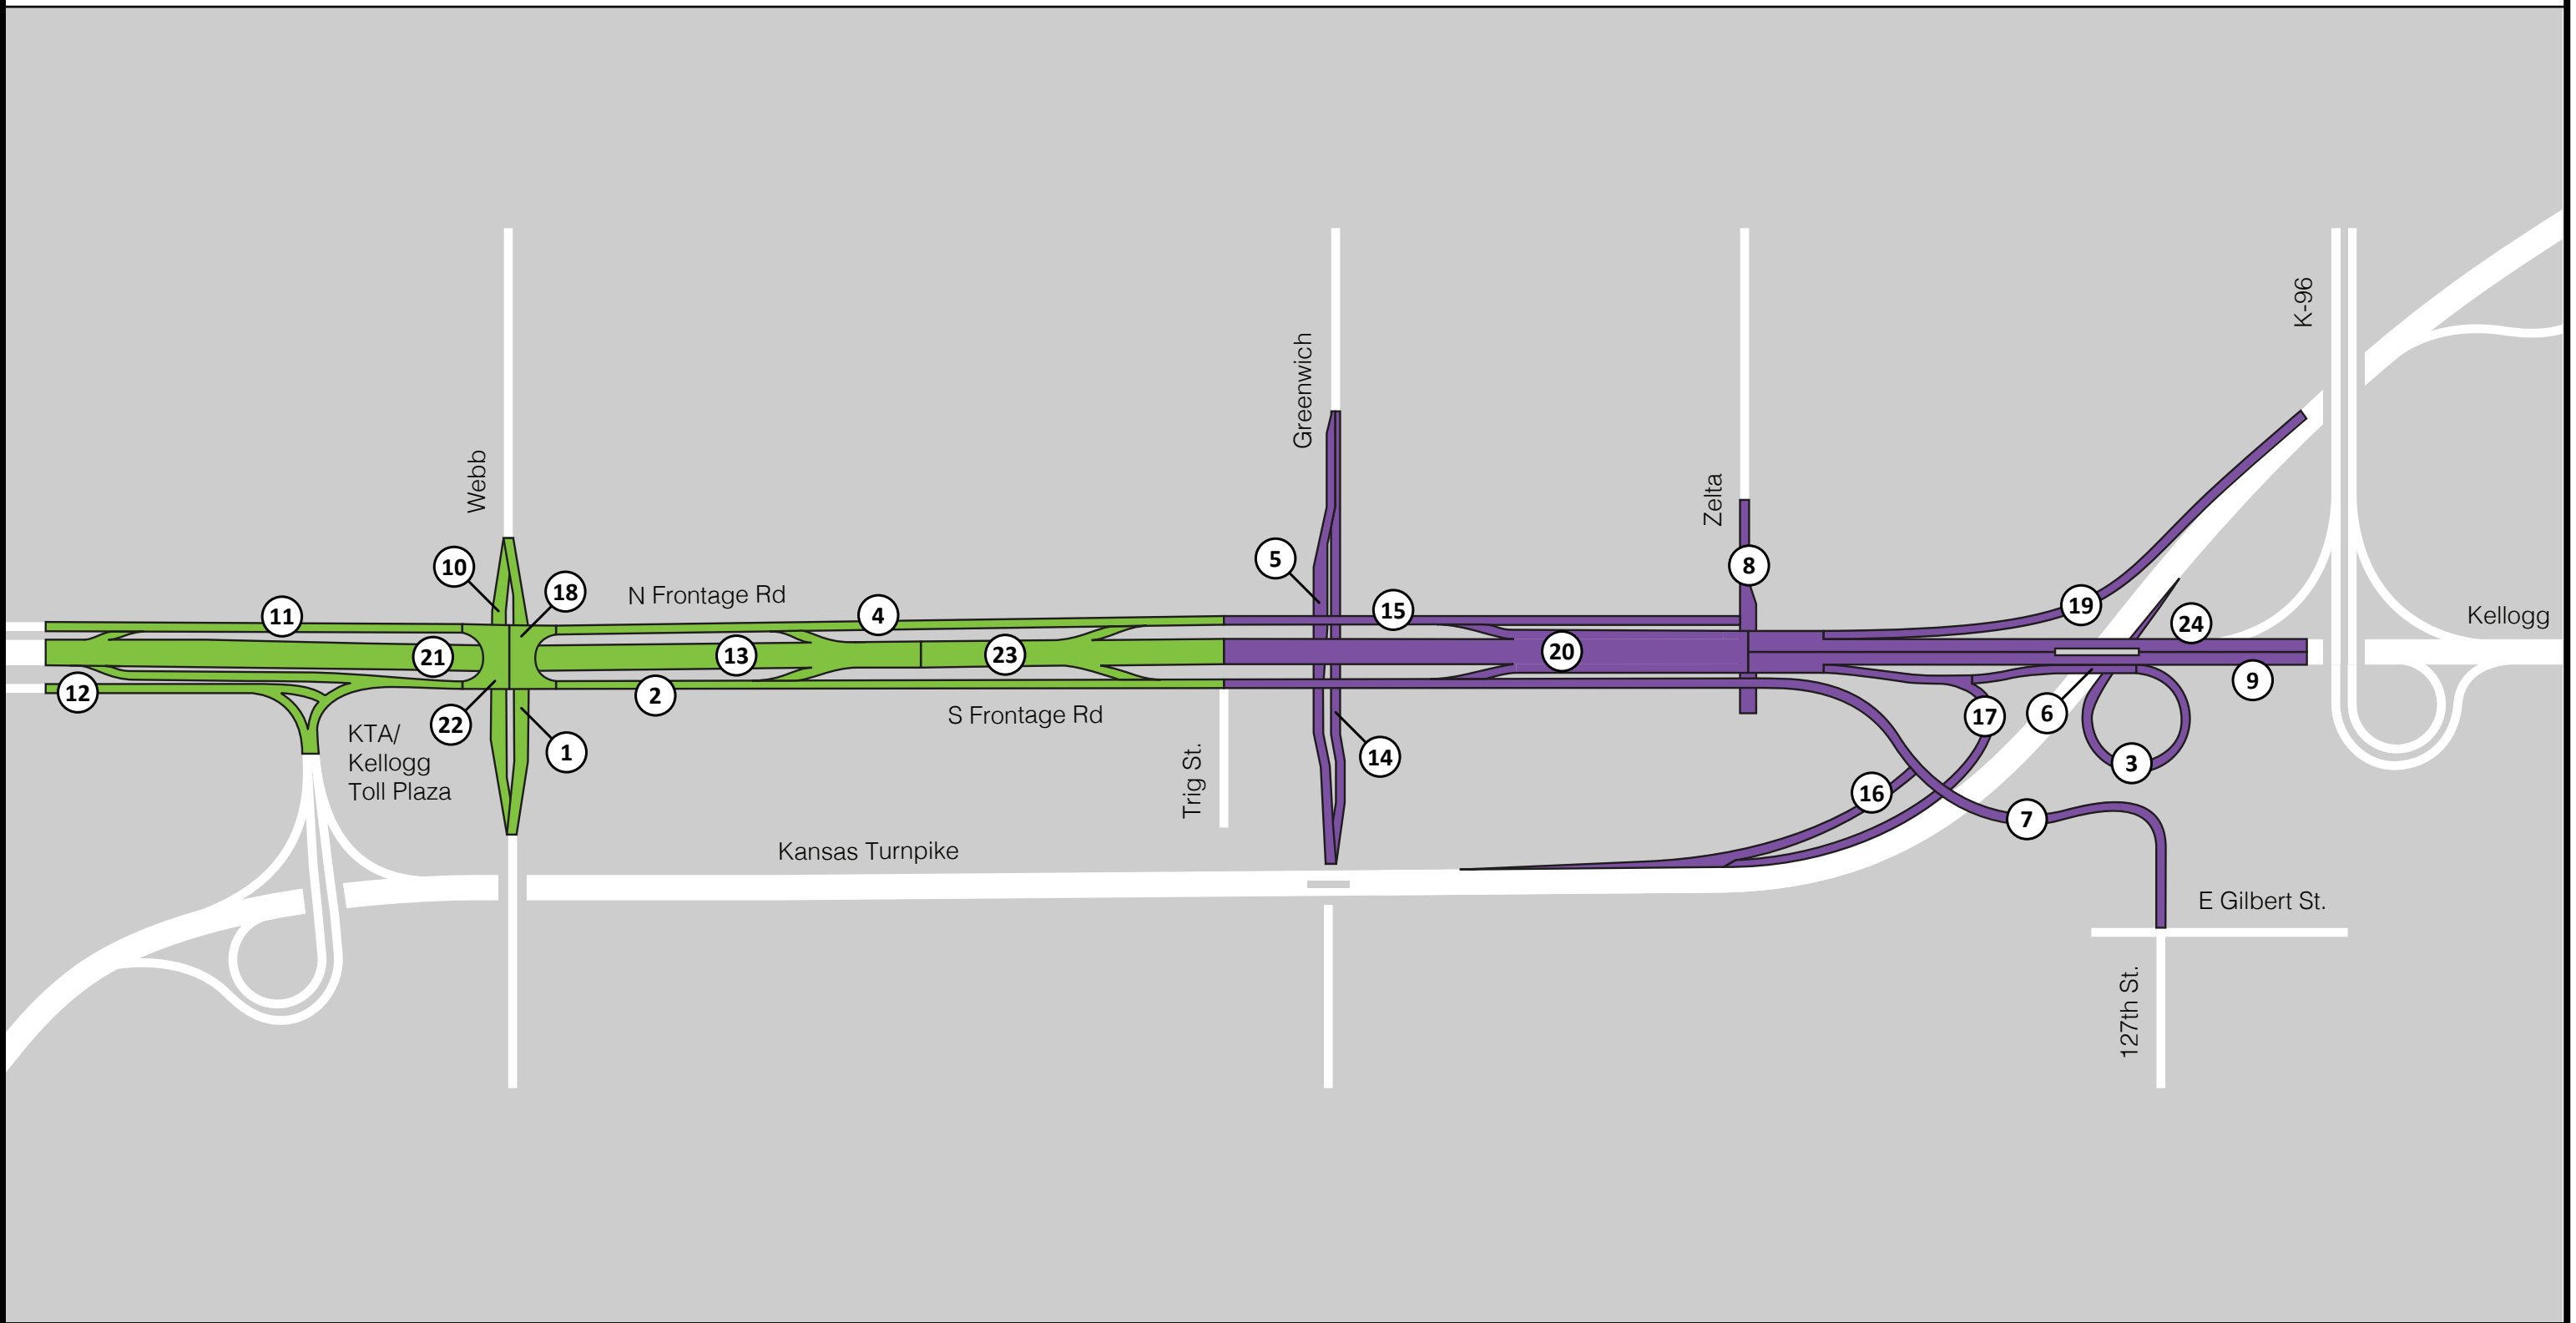 K-96
Greenwich
Webb
Zelta
10
5
8
18
N Frontage Rd
11
4
15
19
24
Kellogg
21
13
23
20
12
2
9
22
1
KTA/
Kellogg
Toll Plaza
S Frontage Rd
Trig St.
14
17
6
3
16
7
Kansas Turnpike
E Gilbert St.
127th St.